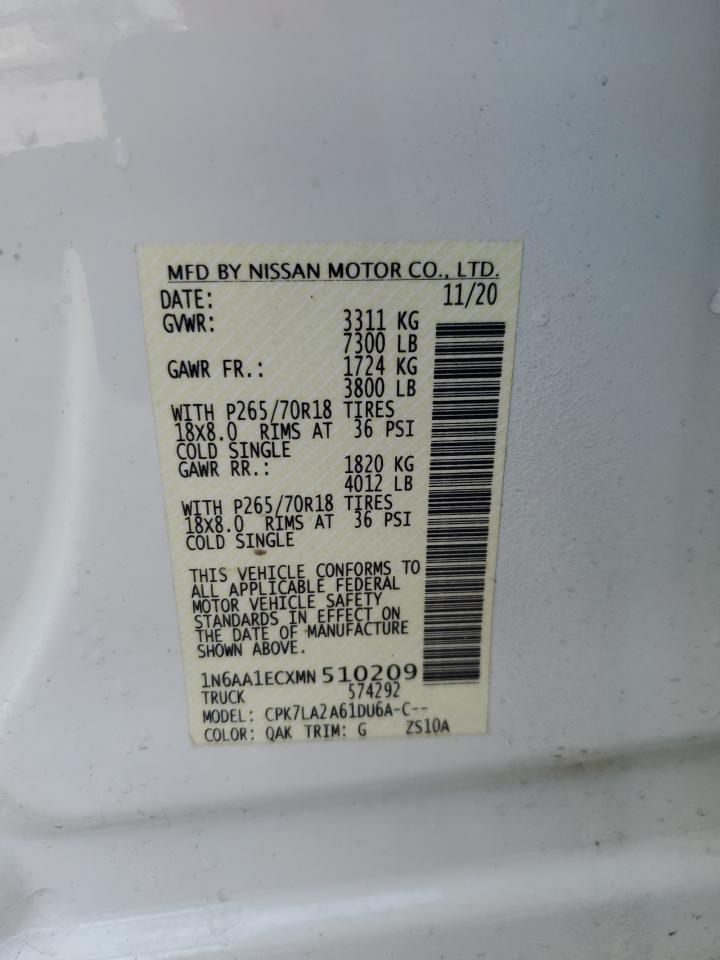 MFD BY NISSAN MOTOR CO., LTD.
DATE: 11/20
GVWR: 3311 KG
7300 LB
GAWR FR.: 1724 KG
3800 LB
WITH P265/70R18 TIRES
18X8.0 RIMS AT 36 PSI
COLD SINGLE
GAWR RR.: 1820 KG
4012 LB
WITH P265/70R18 TIRES
18X8.0 RIMS AT 36 PSI
COLD SINGLE
THIS VEHICLE CONFORMS TO
ALL APPLICABLE FEDERAL
MOTOR VEHICLE SAFETY
STANDARDS IN EFFECT ON
THE DATE OF MANUFACTURE
SHOWN ABOVE.
1N6AA1ECXMN 510209
TRUCK 574292
MODEL: CPK7LA2A61DU6A-C--
COLOR: QAK TRIM: G ZS10A